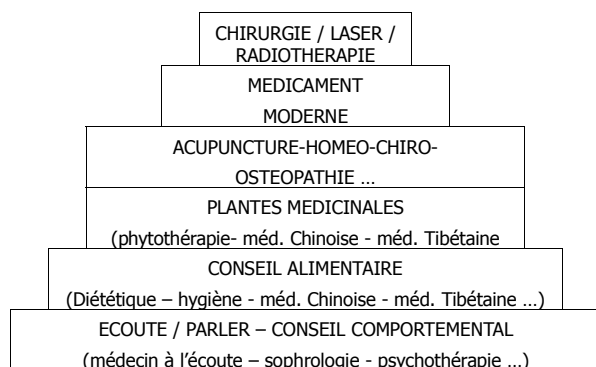 CHIRURGIE / LASER /
RADIOTHERAPIE
MEDICAMENT
MODERNE
ACUPUNCTURE-HOMEO-CHIRO-
OSTEOPATHIE …
PLANTES MEDICINALES
(phytothérapie- méd. Chinoise - méd. Tibétaine
CONSEIL ALIMENTAIRE
(Diététique – hygiène - méd. Chinoise - méd. Tibétaine …)
ECOUTE / PARLER – CONSEIL COMPORTEMENTAL
(médecin à l’écoute – sophrologie - psychothérapie …)